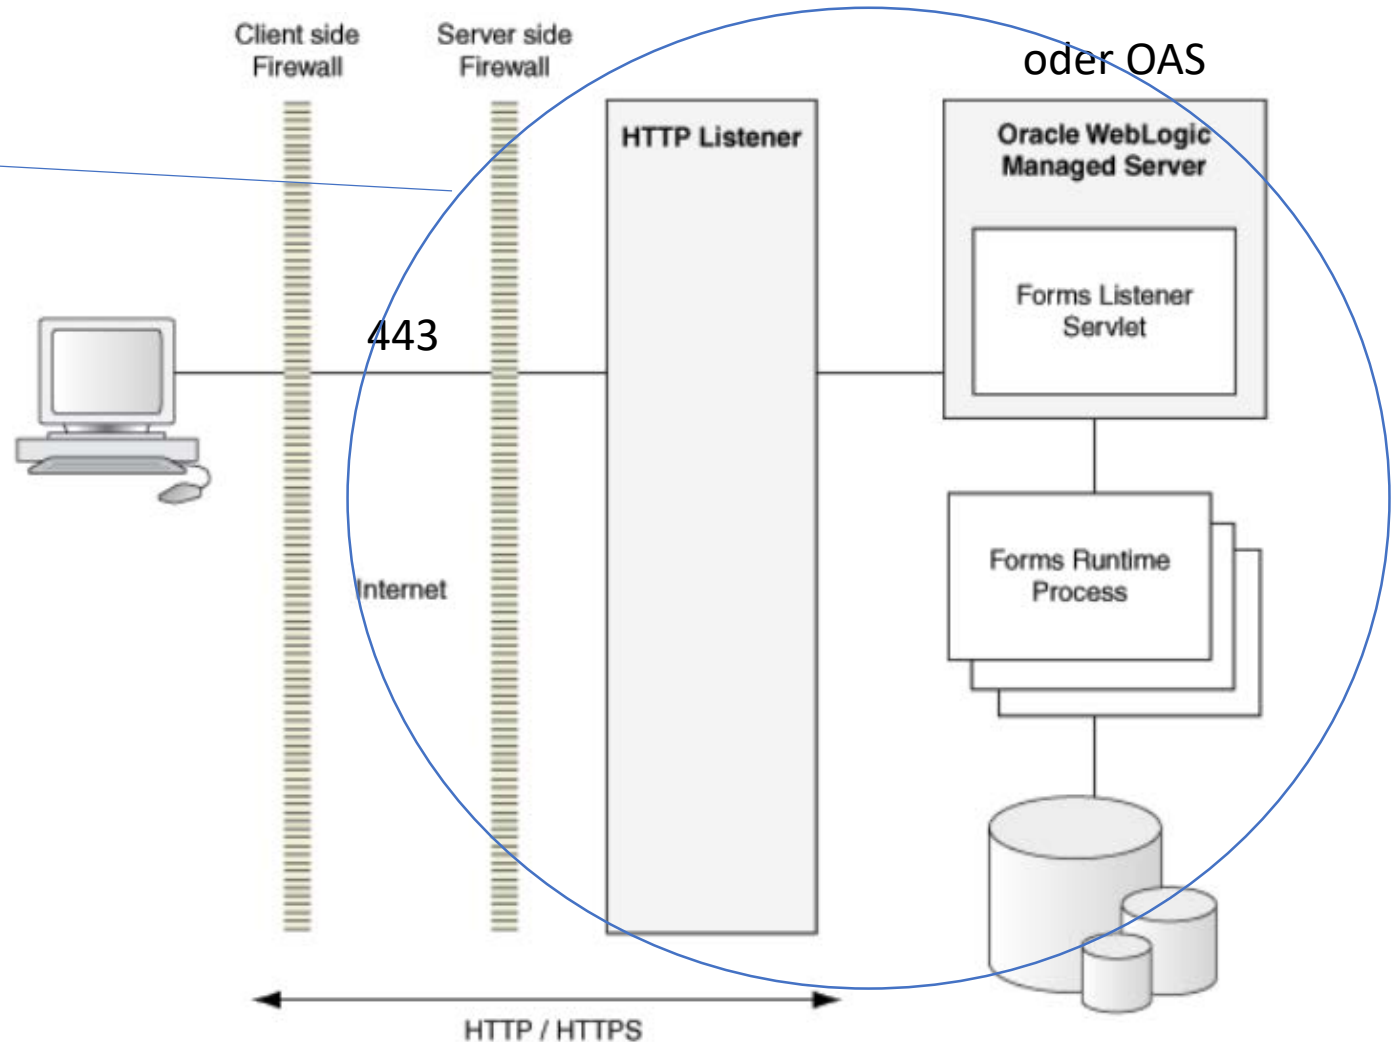 Client side
Firewall
Server side
Firewall
oder OAS
HTTP Listener
Oracle WebLogic
Managed Server
Forms Listener
Servlet
443
Forms Runtime
Process
Internet
HTTP / HTTPS